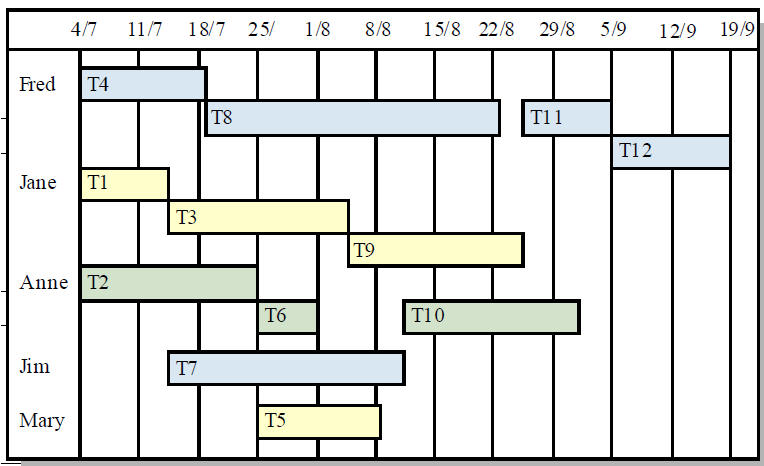 4/7 11/7 18/7 25/ 1/8 8/8 15/8 22/8 29/8 5/9 12/9 19/9
Fred T4
T8 T11
T12
Jane T1
T3
T9
Anne T2
T6 T10
Jim T7
Mary T5